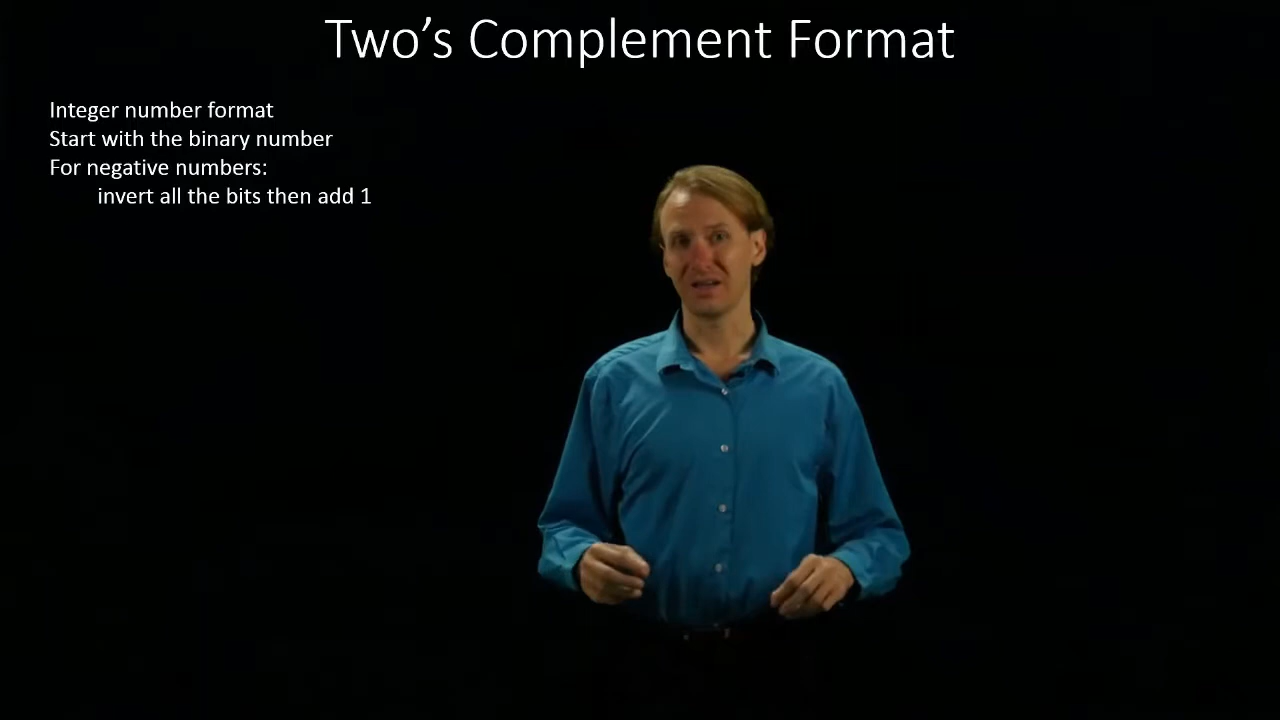 Two’s Complement Format
Integer number format
Start with the binary number
For negative numbers:
invert all the bits then add 1